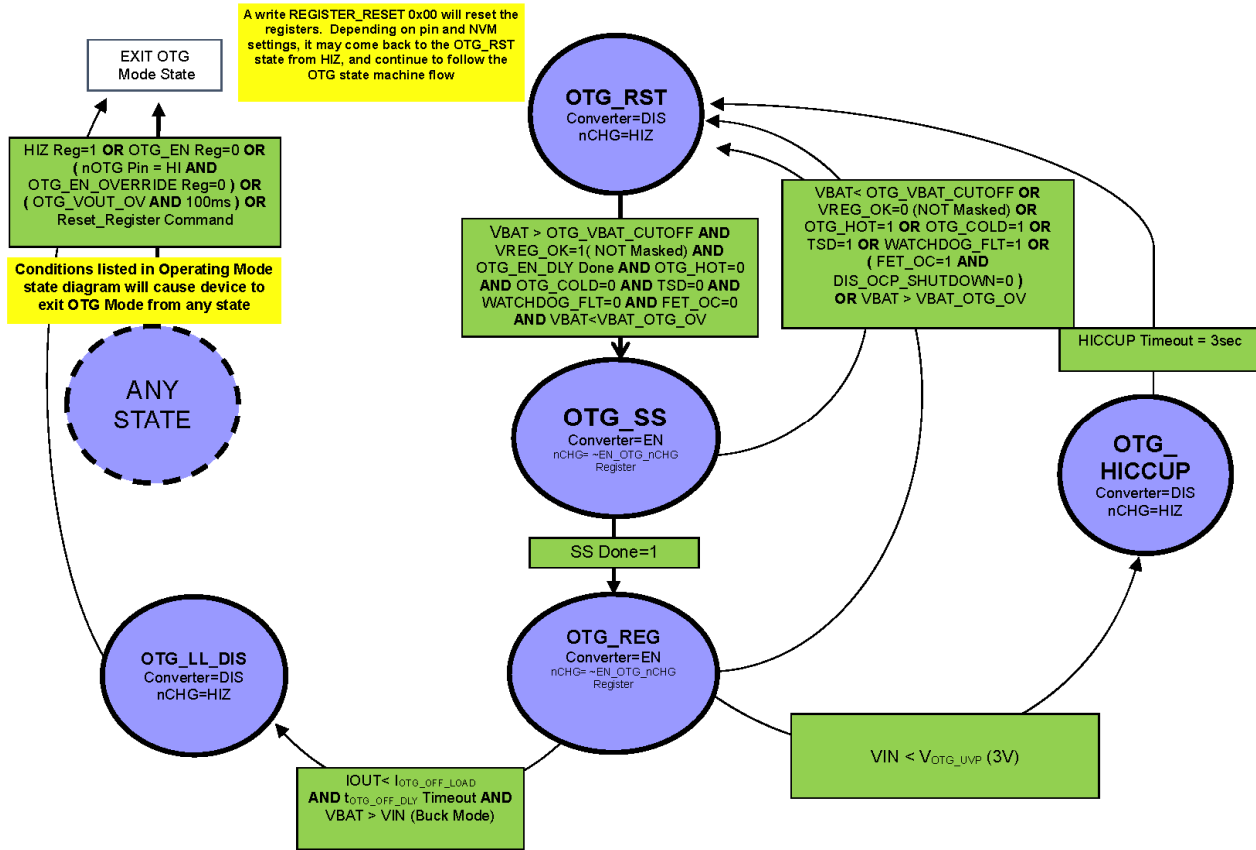 A write REGISTER_RESET 0x00 will reset the
registers.  Depending on pin and NVM
settings, it may come back to the OTG_RST
state from HIZ, and continue to follow the
OTG state machine flow
EXIT OTG
Mode State
OTG_RST
Converter=DIS
nCHG=HIZ
HIZ Reg=1 OR OTG_EN Reg=0 OR
( nOTG Pin = HI AND
OTG_EN_OVERRIDE Reg=0 ) OR
( OTG_VOUT_OV AND 100ms ) OR
Reset_Register Command
Conditions listed in Operating Mode
state diagram will cause device to
exit OTG Mode from any state
ANY
STATE
VBAT > OTG_VBAT_CUTOFF AND
VREG_OK=1( NOT Masked) AND
OTG_EN_DLY Done AND OTG_HOT=0
AND OTG_COLD=0 AND TSD=0 AND
WATCHDOG_FLT=0 AND FET_OC=0
AND VBAT<VBAT_OTG_OV
VBAT< OTG_VBAT_CUTOFF OR
VREG_OK=0 (NOT Masked) OR
OTG_HOT=1 OR OTG_COLD=1 OR
TSD=1 OR WATCHDOG_FLT=1 OR
( FET_OC=1 AND
DIS_OCP_SHUTDOWN=0 )
OR VBAT > VBAT_OTG_OV
HICCUP Timeout = 3sec
OTG_SS
Converter=EN
nCHG= ~EN_OTG_nCHG
Register
OTG_
HICCUP
Converter=DIS
nCHG=HIZ
SS Done=1
OTG_REG
Converter=EN
nCHG= ~EN_OTG_nCHG
Register
OTG_LL_DIS
Converter=DIS
nCHG=HIZ
VIN < VOTG_UVP (3V)
IOUT< IOTG_OFF_LOAD
AND tOTG_OFF_DLY Timeout AND
VBAT > VIN (Buck Mode)